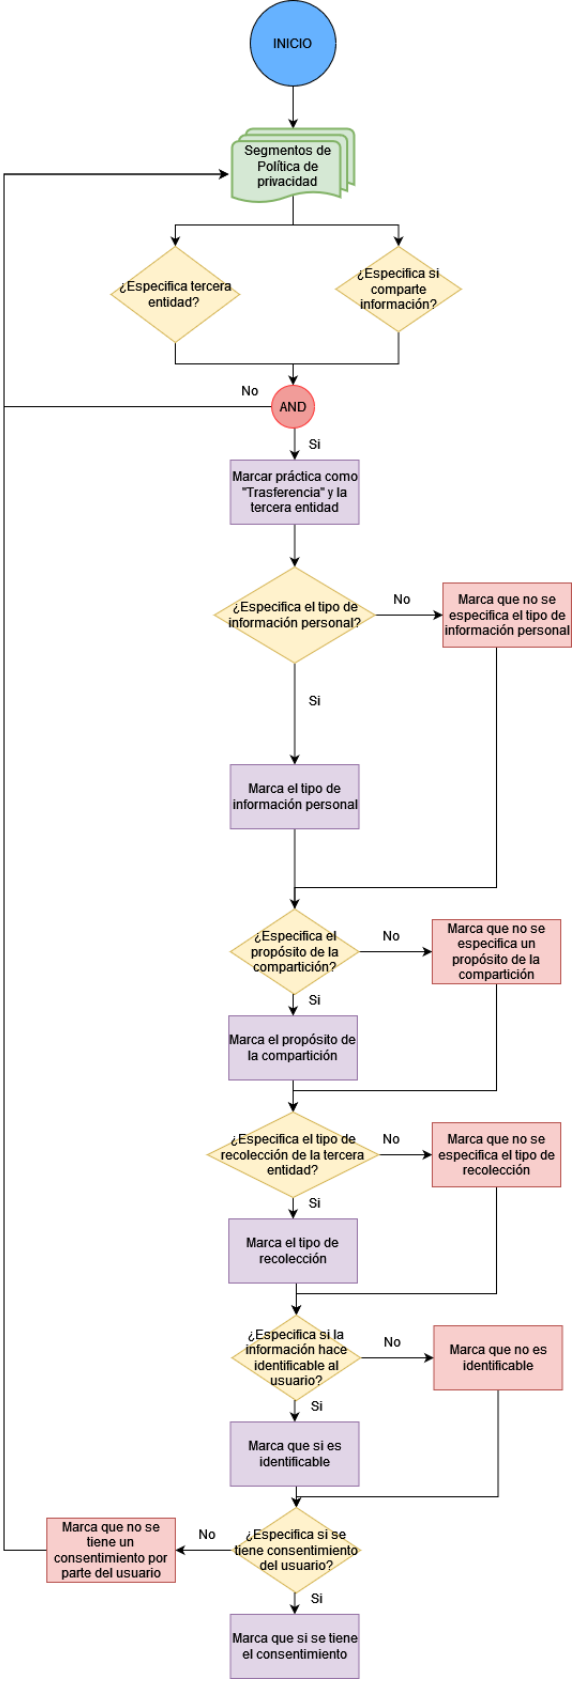 INICIO
Segmentos de
Política de
privacidad
¿Especifica tercera
entidad?
¿Especifica si
comparte
información?
No
AND
Si
Marcar práctica como
"Trasferencia" y la
tercera entidad
¿Especifica el tipo de
información personal?
No
Marca que no se
especifica el tipo de
información personal
Si
Marca el tipo de
información personal
¿Especifica el
propósito de la
compartición?
No
Marca que no se
especifica un
propósito de la
compartición
Si
Marca el propósito de
la compartición
¿Especifica el tipo de
recolección de la tercera
entidad?
No
Marca que no se
especifica el tipo de
recolección
Si
Marca el tipo de
recolección
¿Especifica si la
información hace
identificable al
usuario?
No
Marca que no es
identificable
Si
Marca que si es
identificable
¿Especifica si se
tiene consentimiento
del usuario?
No
Marca que no se
tiene un
consentimiento por
parte del usuario
Si
Marca que si se tiene
el consentimiento